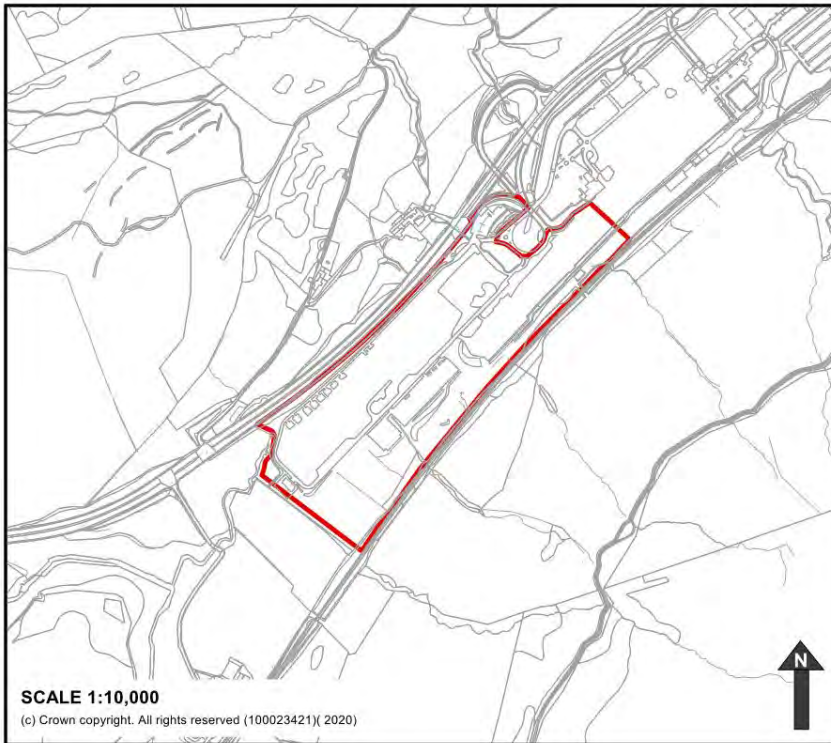 N
SCALE 1:10,000
(c) Crown copyright. All rights reserved (100023421)( 2020)